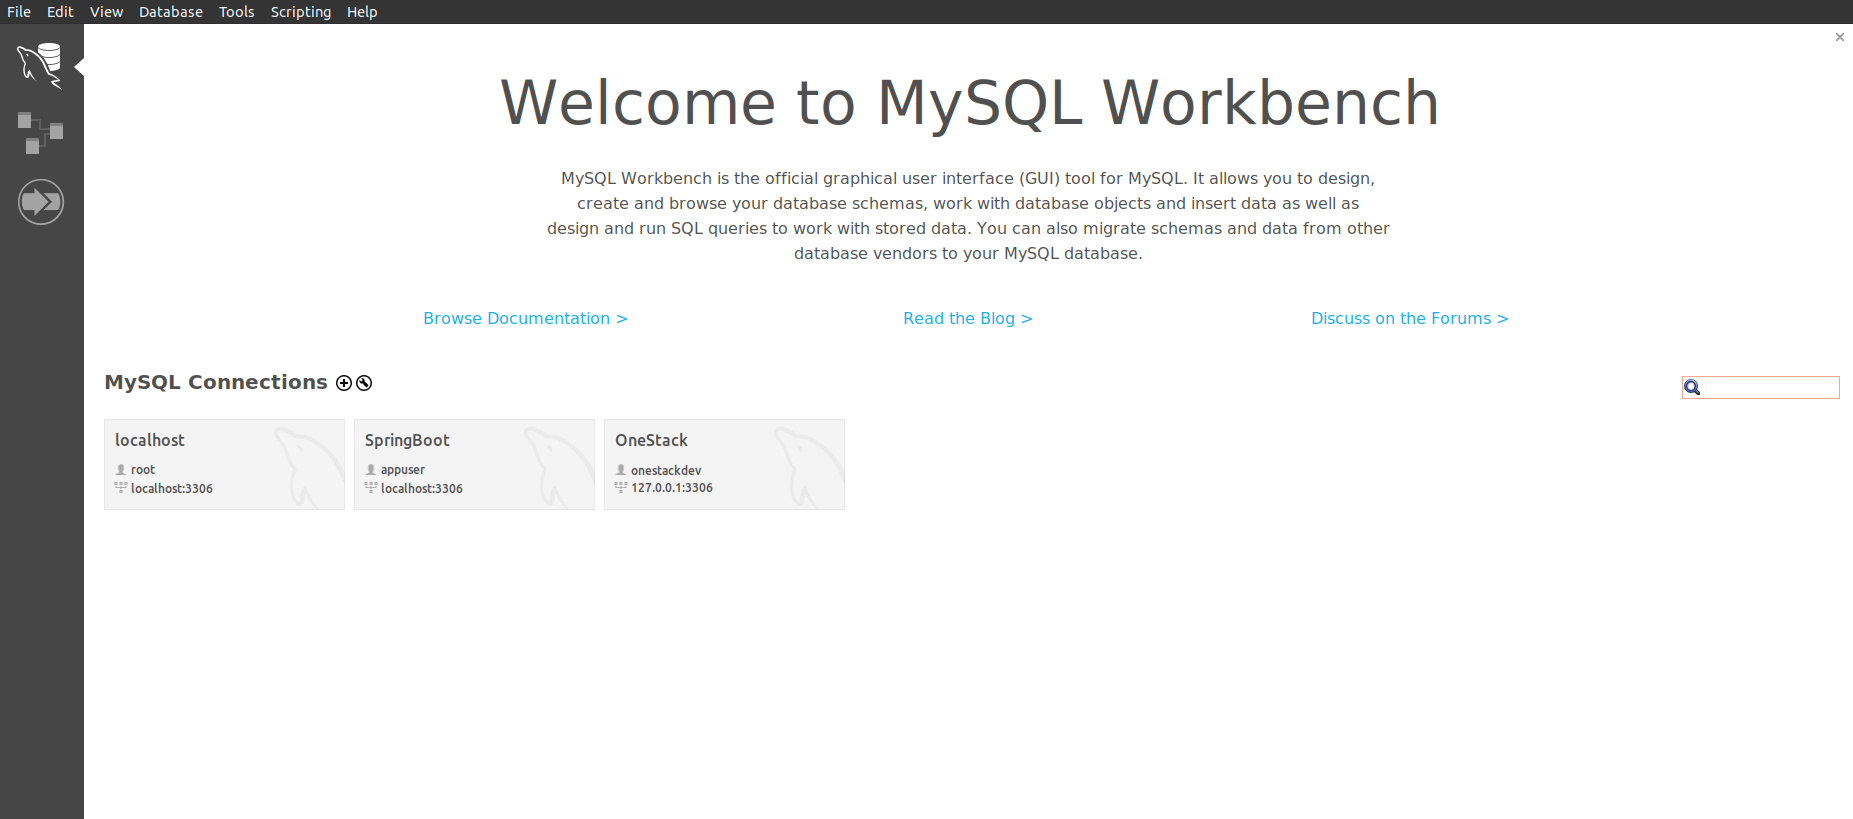 File Edit View Database Tools Scripting Help
Welcome to MySQL Workbench
MySQL Workbench is the official graphical user interface (GUI) tool for MySQL. It allows you to design,
create and browse your database schemas, work with database objects and insert data as well as
design and run SQL queries to work with stored data. You can also migrate schemas and data from other
database vendors to your MySQL database.
Browse Documentation > Read the Blog > Discuss on the Forums >
MySQL Connections
localhost
root
localhost:3306
SpringBoot
appuser
localhost:3306
OneStack
onestackdev
127.0.0.1:3306